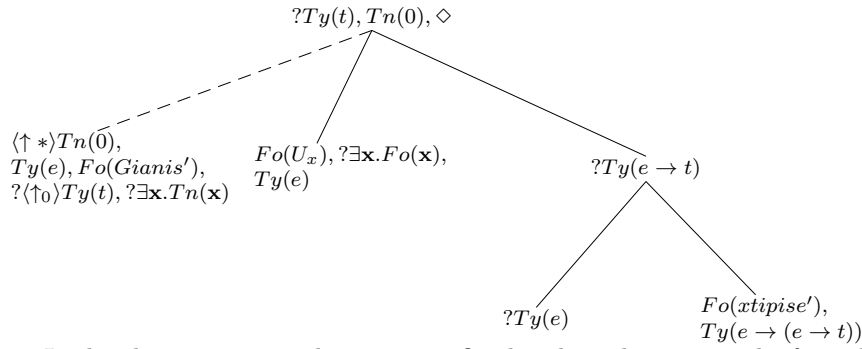 ?Ty(t), Tn(0), ◇
⟨↑ ∗⟩Tn(0),
Ty(e), Fo(Gianis′),
?⟨↑₀⟩Ty(t), ?∃x.Tn(x)
Fo(Uₓ), ?∃x.Fo(x),
Ty(e)
?Ty(e → t)
?Ty(e)
Fo(xtipise′),
Ty(e → (e → t))